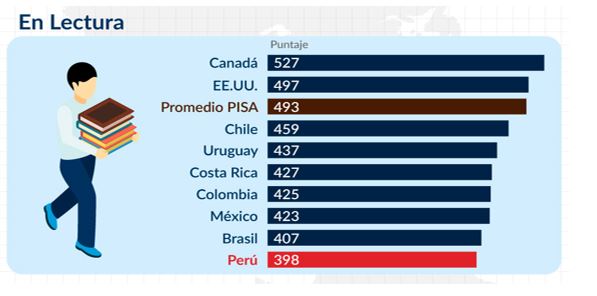 En Lectura
Puntaje
Canadá 527
EE.UU. 497
Promedio PISA 493
Chile 459
Uruguay 437
Costa Rica 427
Colombia 425
México 423
Brasil 407
Perú 398